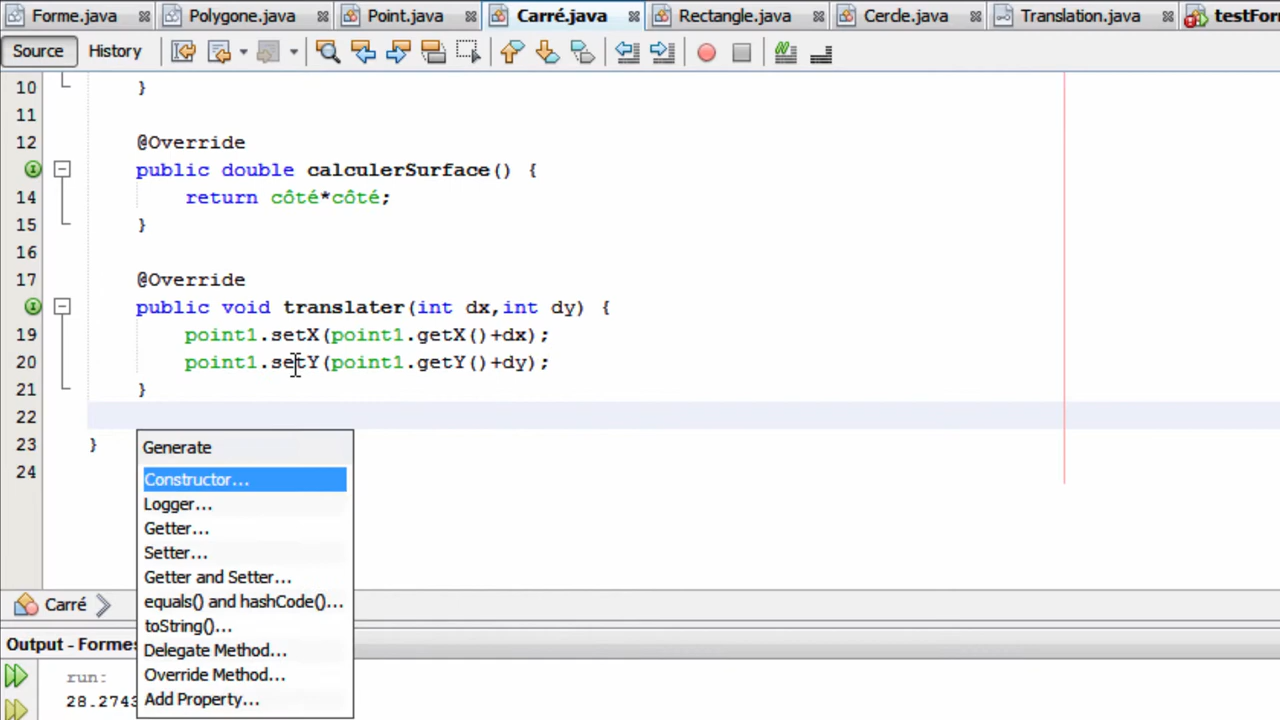 Forme.java Polygone.java Point.java Carré.java Rectangle.java Cercle.java Translation.java testForm
Source History
10 }
11
12 @Override
public double calculerSurface() {
14 return côté*côté;
15 }
16
17 @Override
public void translater(int dx,int dy) {
19 point1.setX(point1.getX()+dx);
20 point1.setY(point1.getY()+dy);
21 }
22
23 }
24
Generate
Constructor...
Logger...
Getter...
Setter...
Getter and Setter...
equals() and hashCode()...
toString()...
Delegate Method...
Override Method...
Add Property...
Carré
Output - Formes
run:
28.2743